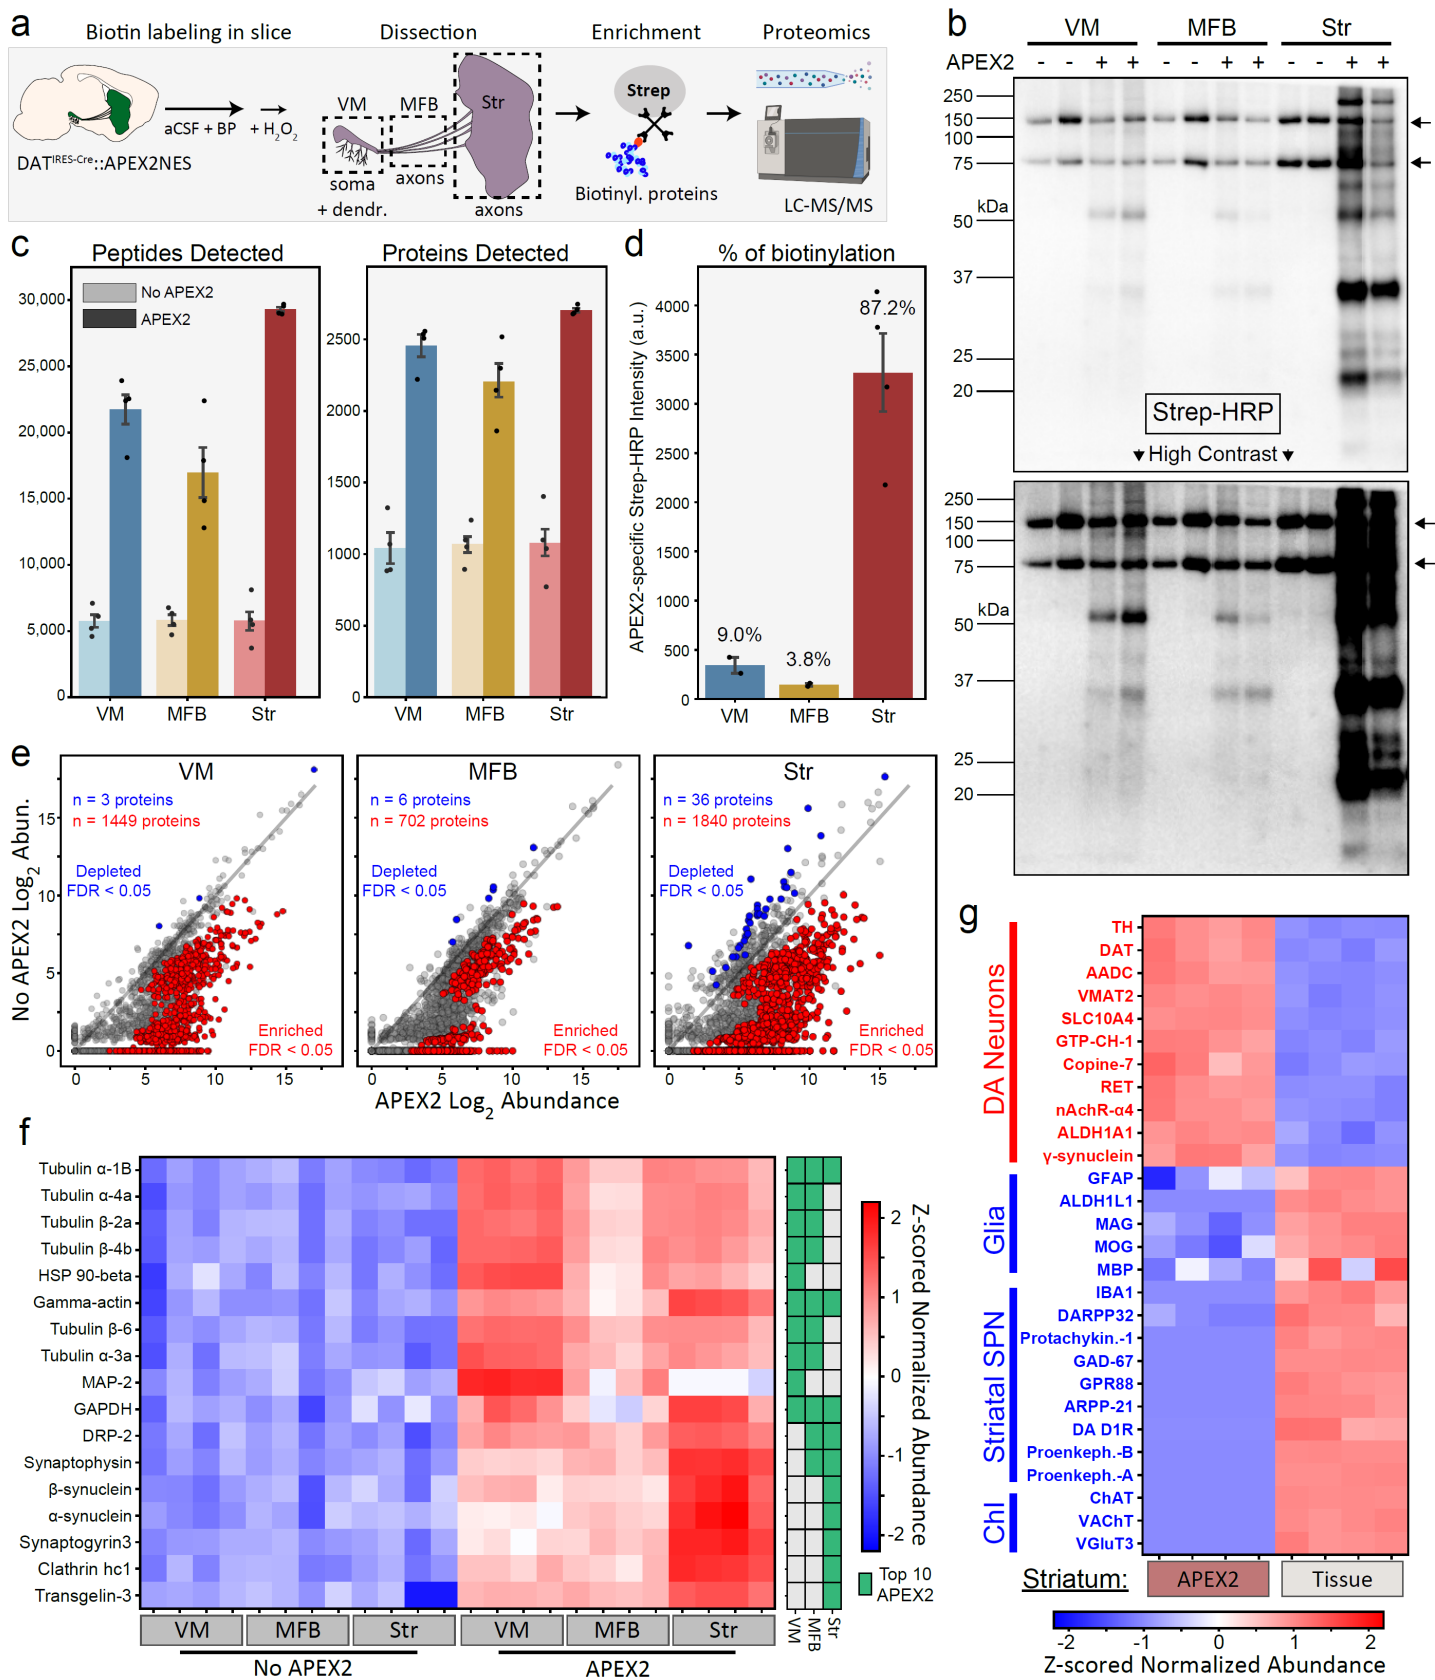 a
Biotin labeling in slice
Dissection
Enrichment
Proteomics
aCSF + BP
+ H2O2
DATIRES-Cre::APEX2NES
VM
MFB
Str
soma
+ dendr.
axons
axons
Strep
Biotinyl. proteins
LC-MS/MS
b
VM
MFB
Str
APEX2
- - + + - - + + - - + +
250
150
100
75
kDa
50
37
25
20
Strep-HRP
High Contrast
250
150
100
75
kDa
50
37
25
20
c
Peptides Detected
No APEX2
APEX2
30,000
25,000
20,000
15,000
10,000
5,000
0
VM
MFB
Str
Proteins Detected
2500
2000
1500
1000
500
0
VM
MFB
Str
d
% of biotinylation
APEX2-specific Strep-HRP Intensity (a.u.)
4000
3500
3000
2500
2000
1500
1000
500
0
9.0%
3.8%
87.2%
VM
MFB
Str
e
No APEX2 Log2 Abun.
15
10
5
0
VM
n = 3 proteins
n = 1449 proteins
Depleted
FDR < 0.05
Enriched
FDR < 0.05
0 5 10 15
MFB
n = 6 proteins
n = 702 proteins
Depleted
FDR < 0.05
Enriched
FDR < 0.05
0 5 10 15
Str
n = 36 proteins
n = 1840 proteins
Depleted
FDR < 0.05
Enriched
FDR < 0.05
0 5 10 15
APEX2 Log2 Abundance
f
Tubulin α-1B
Tubulin α-4a
Tubulin β-2a
Tubulin β-4b
HSP 90-beta
Gamma-actin
Tubulin β-6
Tubulin α-3a
MAP-2
GAPDH
DRP-2
Synaptophysin
β-synuclein
α-synuclein
Synaptogyrin3
Clathrin hc1
Transgelin-3
VM
MFB
Str
VM
MFB
Str
No APEX2
APEX2
VM
MFB
Str
2
1
0
-1
-2
Z-scored Normalized Abundance
Top 10
APEX2
g
DA Neurons
TH
DAT
AADC
VMAT2
SLC10A4
GTP-CH-1
Copine-7
RET
nAchR-α4
ALDH1A1
γ-synuclein
Glia
GFAP
ALDH1L1
MAG
MOG
MBP
Striatal SPN
IBA1
DARPP32
Protachykin.-1
GAD-67
GPR88
ARPP-21
DA D1R
Proenkeph.-B
Proenkeph.-A
ChI
ChAT
VAChT
VGluT3
Striatum:
APEX2
Tissue
-2 -1 0 1 2
Z-scored Normalized Abundance